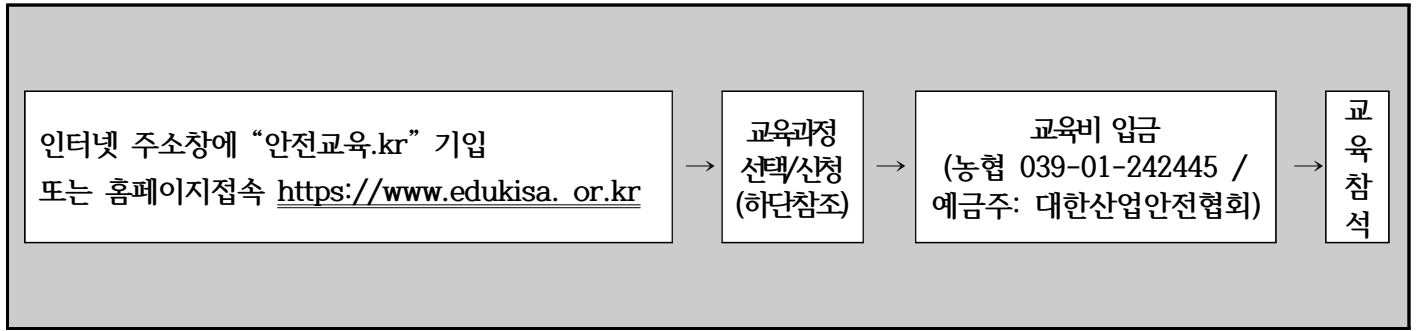 인터넷 주소창에 “안전교육.kr” 기입
또는 홈페이지접속 https://www.edukisa. or.kr
→
교육과정
선택/신청
(하단참조)
→
교육비 입금
(농협 039-01-242445 /
예금주: 대한산업안전협회)
→
교
육
참
석